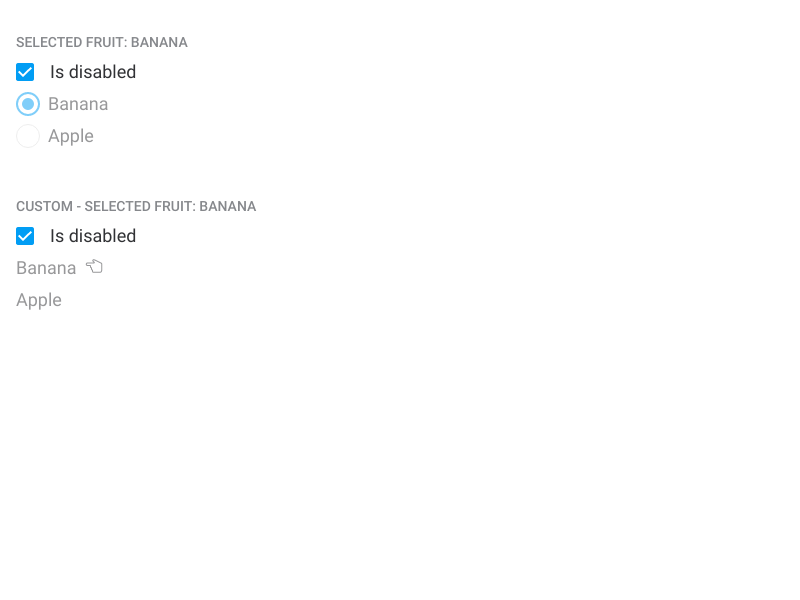 SELECTED FRUIT: BANANA
Is disabled
Banana
Apple
CUSTOM - SELECTED FRUIT: BANANA
Is disabled
Banana
Apple